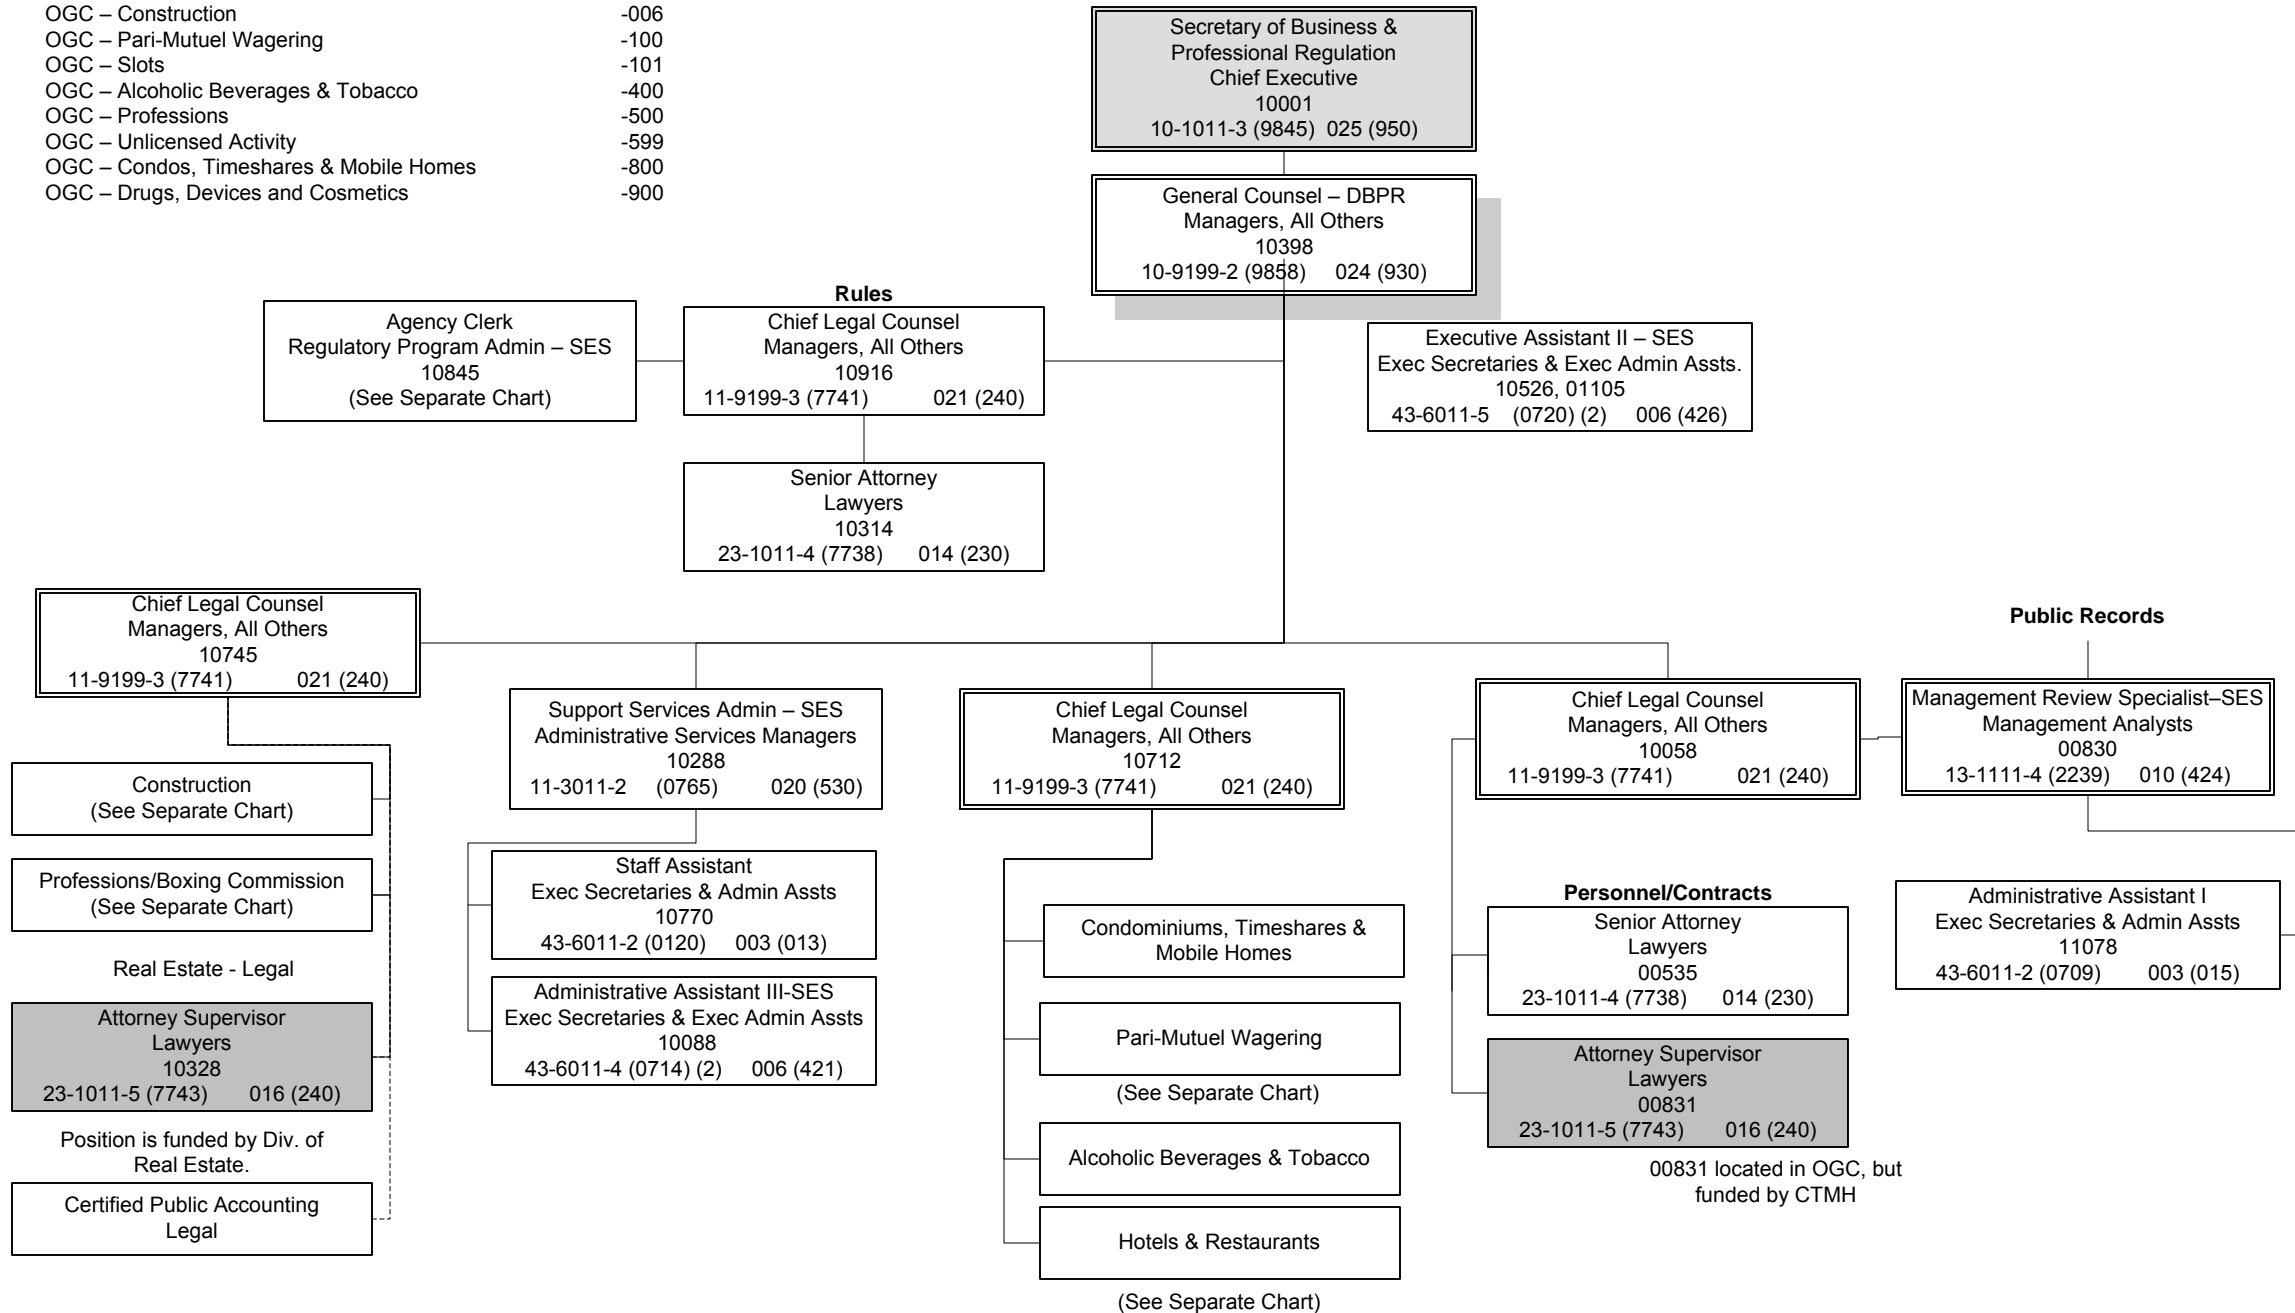 OGC – Construction -006
OGC – Pari-Mutuel Wagering -100
OGC – Slots -101
OGC – Alcoholic Beverages & Tobacco -400
OGC – Professions -500
OGC – Unlicensed Activity -599
OGC – Condos, Timeshares & Mobile Homes -800
OGC – Drugs, Devices and Cosmetics -900
Secretary of Business &
Professional Regulation
Chief Executive
10001
10-1011-3 (9845) 025 (950)
General Counsel – DBPR
Managers, All Others
10398
10-9199-2 (9858) 024 (930)
Agency Clerk
Regulatory Program Admin – SES
10845
(See Separate Chart)
Rules
Chief Legal Counsel
Managers, All Others
10916
11-9199-3 (7741) 021 (240)
Executive Assistant II – SES
Exec Secretaries & Exec Admin Assts.
10526, 01105
43-6011-5 (0720) (2) 006 (426)
Senior Attorney
Lawyers
10314
23-1011-4 (7738) 014 (230)
Chief Legal Counsel
Managers, All Others
10745
11-9199-3 (7741) 021 (240)
Construction
(See Separate Chart)
Professions/Boxing Commission
(See Separate Chart)
Real Estate - Legal
Attorney Supervisor
Lawyers
10328
23-1011-5 (7743) 016 (240)
Position is funded by Div. of
Real Estate.
Certified Public Accounting
Legal
Support Services Admin – SES
Administrative Services Managers
10288
11-3011-2 (0765) 020 (530)
Staff Assistant
Exec Secretaries & Admin Assts
10770
43-6011-2 (0120) 003 (013)
Administrative Assistant III-SES
Exec Secretaries & Exec Admin Assts
10088
43-6011-4 (0714) (2) 006 (421)
Chief Legal Counsel
Managers, All Others
10712
11-9199-3 (7741) 021 (240)
Condominiums, Timeshares &
Mobile Homes
Pari-Mutuel Wagering
(See Separate Chart)
Alcoholic Beverages & Tobacco
Hotels & Restaurants
(See Separate Chart)
Chief Legal Counsel
Managers, All Others
10058
11-9199-3 (7741) 021 (240)
Personnel/Contracts
Senior Attorney
Lawyers
00535
23-1011-4 (7738) 014 (230)
Attorney Supervisor
Lawyers
00831
23-1011-5 (7743) 016 (240)
00831 located in OGC, but
funded by CTMH
Public Records
Management Review Specialist–SES
Management Analysts
00830
13-1111-4 (2239) 010 (424)
Administrative Assistant I
Exec Secretaries & Admin Assts
11078
43-6011-2 (0709) 003 (015)